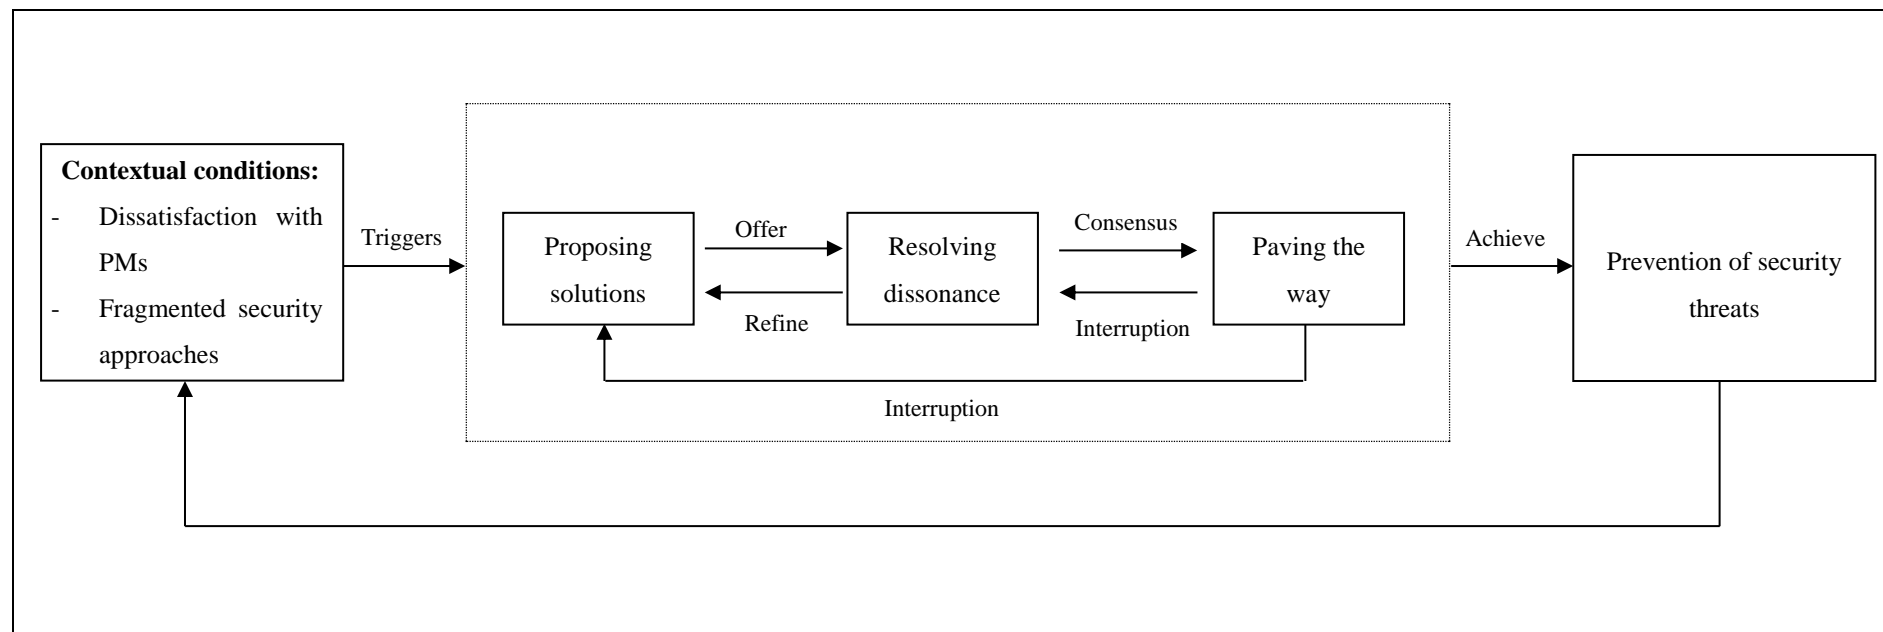 Contextual conditions:
- Dissatisfaction with
PMs
- Fragmented security
approaches
Triggers
Proposing
solutions
Offer
Refine
Resolving
dissonance
Consensus
Interruption
Paving the
way
Interruption
Achieve
Prevention of security
threats